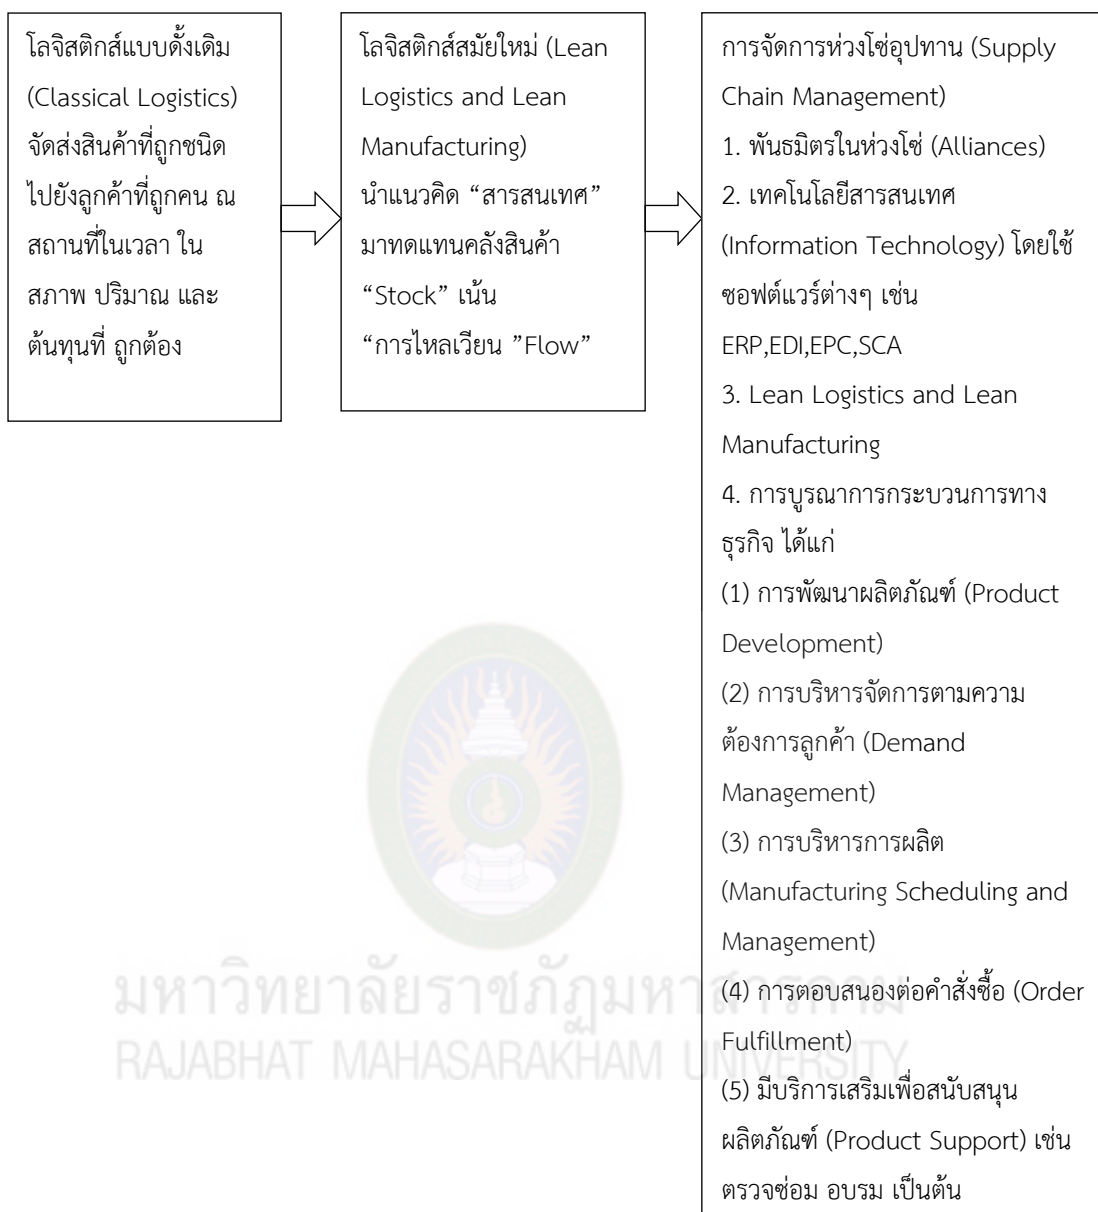 โลจิสติกส์แบบดั้งเดิม
(Classical Logistics)
จัดส่งสินค้าที่ถูกชนิด
ไปยังลูกค้าที่ถูกคน ณ
สถานที่ในเวลา ใน
สภาพ ปริมาณ และ
ต้นทุนที่ ถูกต้อง
โลจิสติกส์สมัยใหม่ (Lean
Logistics and Lean
Manufacturing)
นำแนวคิด “สารสนเทศ”
มาทดแทนคลังสินค้า
“Stock” เน้น
“การไหลเวียน ”Flow”
การจัดการห่วงโซ่อุปทาน (Supply
Chain Management)
1. พันธมิตรในห่วงโซ่ (Alliances)
2. เทคโนโลยีสารสนเทศ
(Information Technology) โดยใช้
ซอฟต์แวร์ต่างๆ เช่น
ERP,EDI,EPC,SCA
3. Lean Logistics and Lean
Manufacturing
4. การบูรณาการกระบวนการทาง
ธุรกิจ ได้แก่
(1) การพัฒนาผลิตภัณฑ์ (Product
Development)
(2) การบริหารจัดการตามความ
ต้องการลูกค้า (Demand
Management)
(3) การบริหารการผลิต
(Manufacturing Scheduling and
Management)
(4) การตอบสนองต่อคำสั่งซื้อ (Order
Fulfillment)
(5) มีบริการเสริมเพื่อสนับสนุน
ผลิตภัณฑ์ (Product Support) เช่น
ตรวจซ่อม อบรม เป็นต้น
มหาวิทยาลัยราชภัฏมหาสารคาม
RAJABHAT MAHASARAKHAM UNIVERSITY